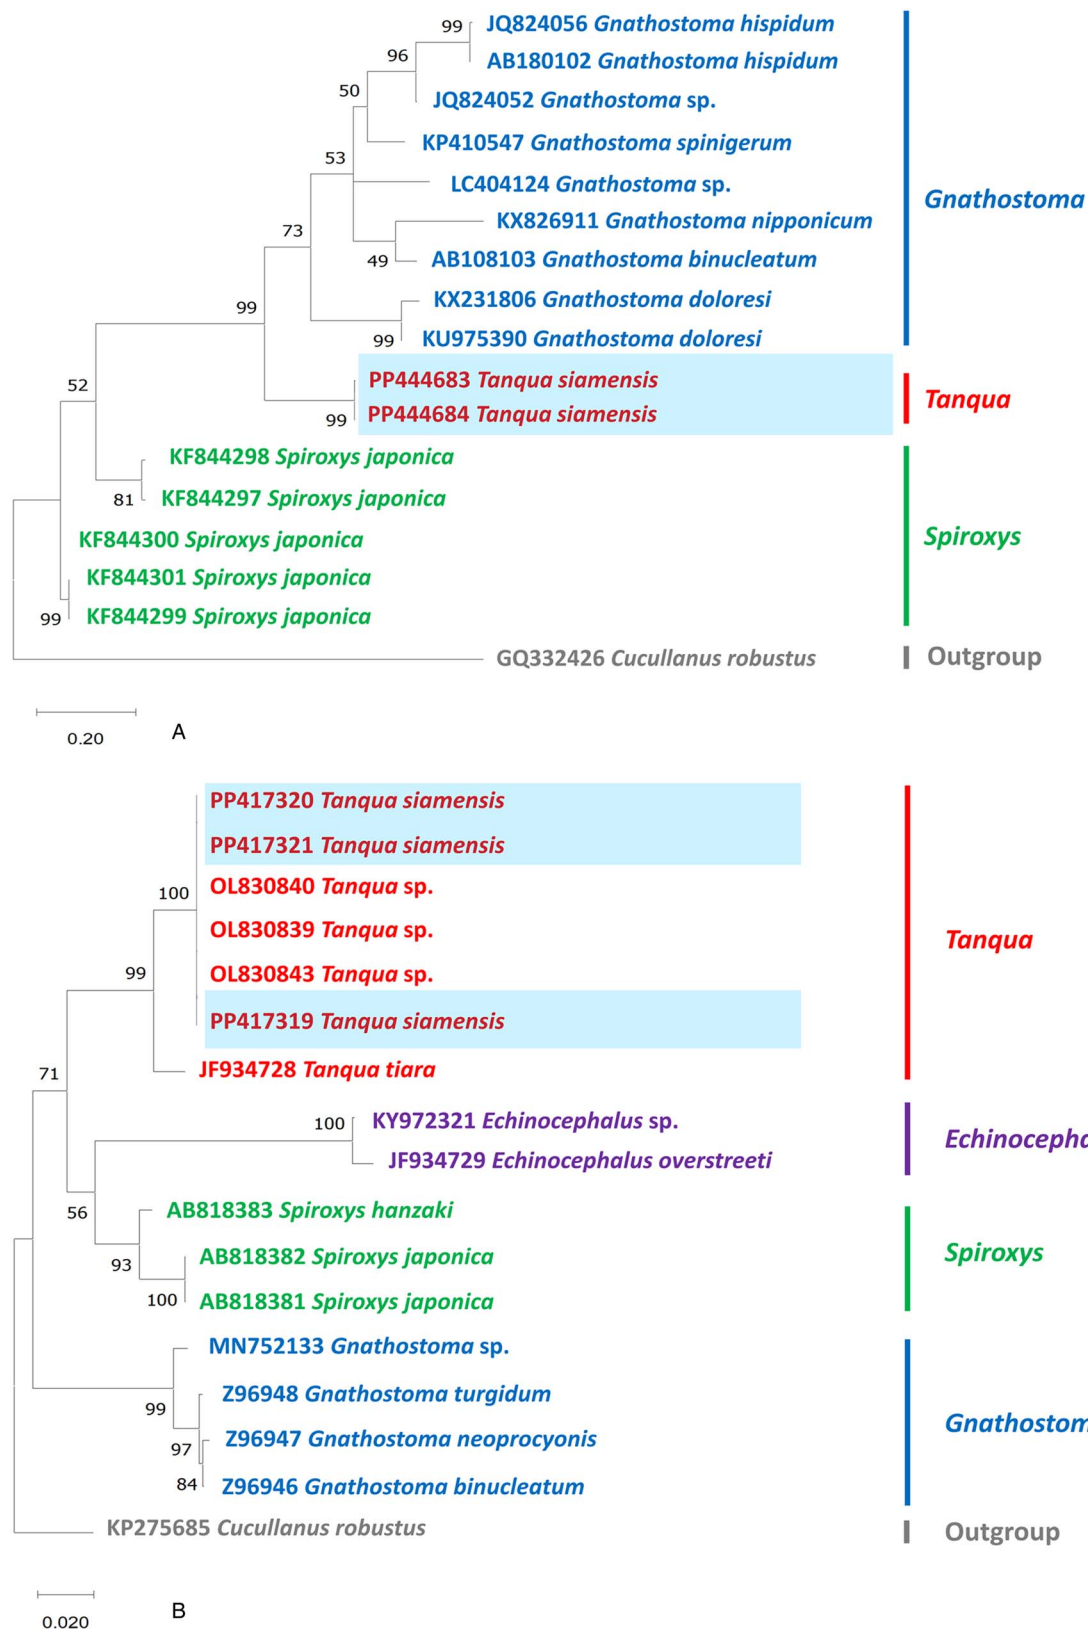 99
JQ824056 Gnathostoma hispidum
96
AB180102 Gnathostoma hispidum
50
JQ824052 Gnathostoma sp.
KP410547 Gnathostoma spinigerum
53
LC404124 Gnathostoma sp.
Gnathostoma
73
KX826911 Gnathostoma nipponicum
49
AB108103 Gnathostoma binucleatum
99
KX231806 Gnathostoma doloresi
99
KU975390 Gnathostoma doloresi
52
PP444683 Tanqua siamensis
Tanqua
99
PP444684 Tanqua siamensis
KF844298 Spiroxys japonica
81
KF844297 Spiroxys japonica
KF844300 Spiroxys japonica
Spiroxys
KF844301 Spiroxys japonica
99
KF844299 Spiroxys japonica
GQ332426 Cucullanus robustus
Outgroup
0.20
A
PP417320 Tanqua siamensis
PP417321 Tanqua siamensis
100
OL830840 Tanqua sp.
OL830839 Tanqua sp.
Tanqua
99
OL830843 Tanqua sp.
PP417319 Tanqua siamensis
71
JF934728 Tanqua tiara
100
KY972321 Echinocephalus sp.
Echinocepha
JF934729 Echinocephalus overstreeti
56
AB818383 Spiroxys hanzaki
93
AB818382 Spiroxys japonica
Spiroxys
100
AB818381 Spiroxys japonica
MN752133 Gnathostoma sp.
99
Z96948 Gnathostoma turgidum
Gnathostom
97
Z96947 Gnathostoma neoprocyonis
84
Z96946 Gnathostoma binucleatum
KP275685 Cucullanus robustus
Outgroup
0.020
B